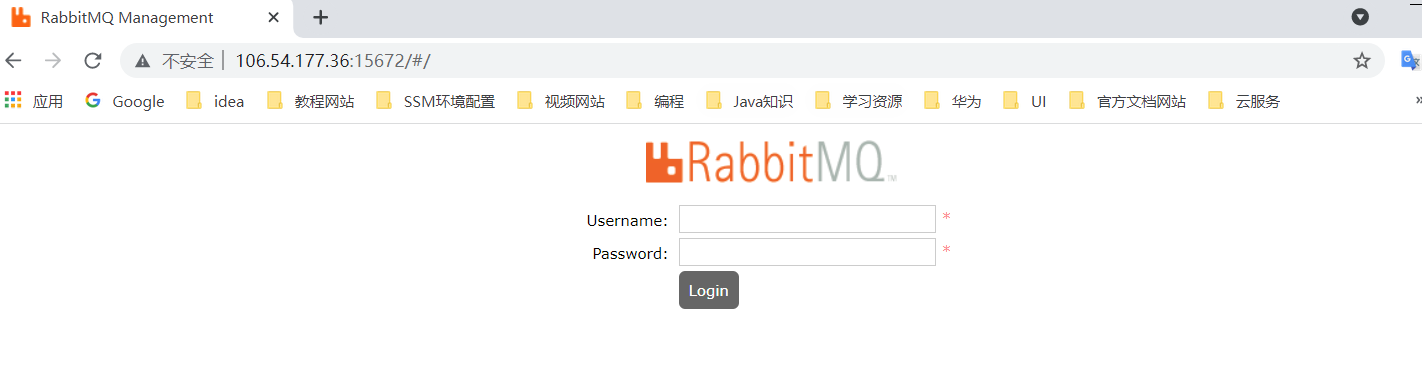 RabbitMQ Management
不安全 | 106.54.177.36:15672/#/
应用 Google idea 教程网站 SSM环境配置 视频网站 编程 Java知识 学习资源 华为 UI 官方文档网站 云服务 »
RabbitMQ™
Username: *
Password: *
Login